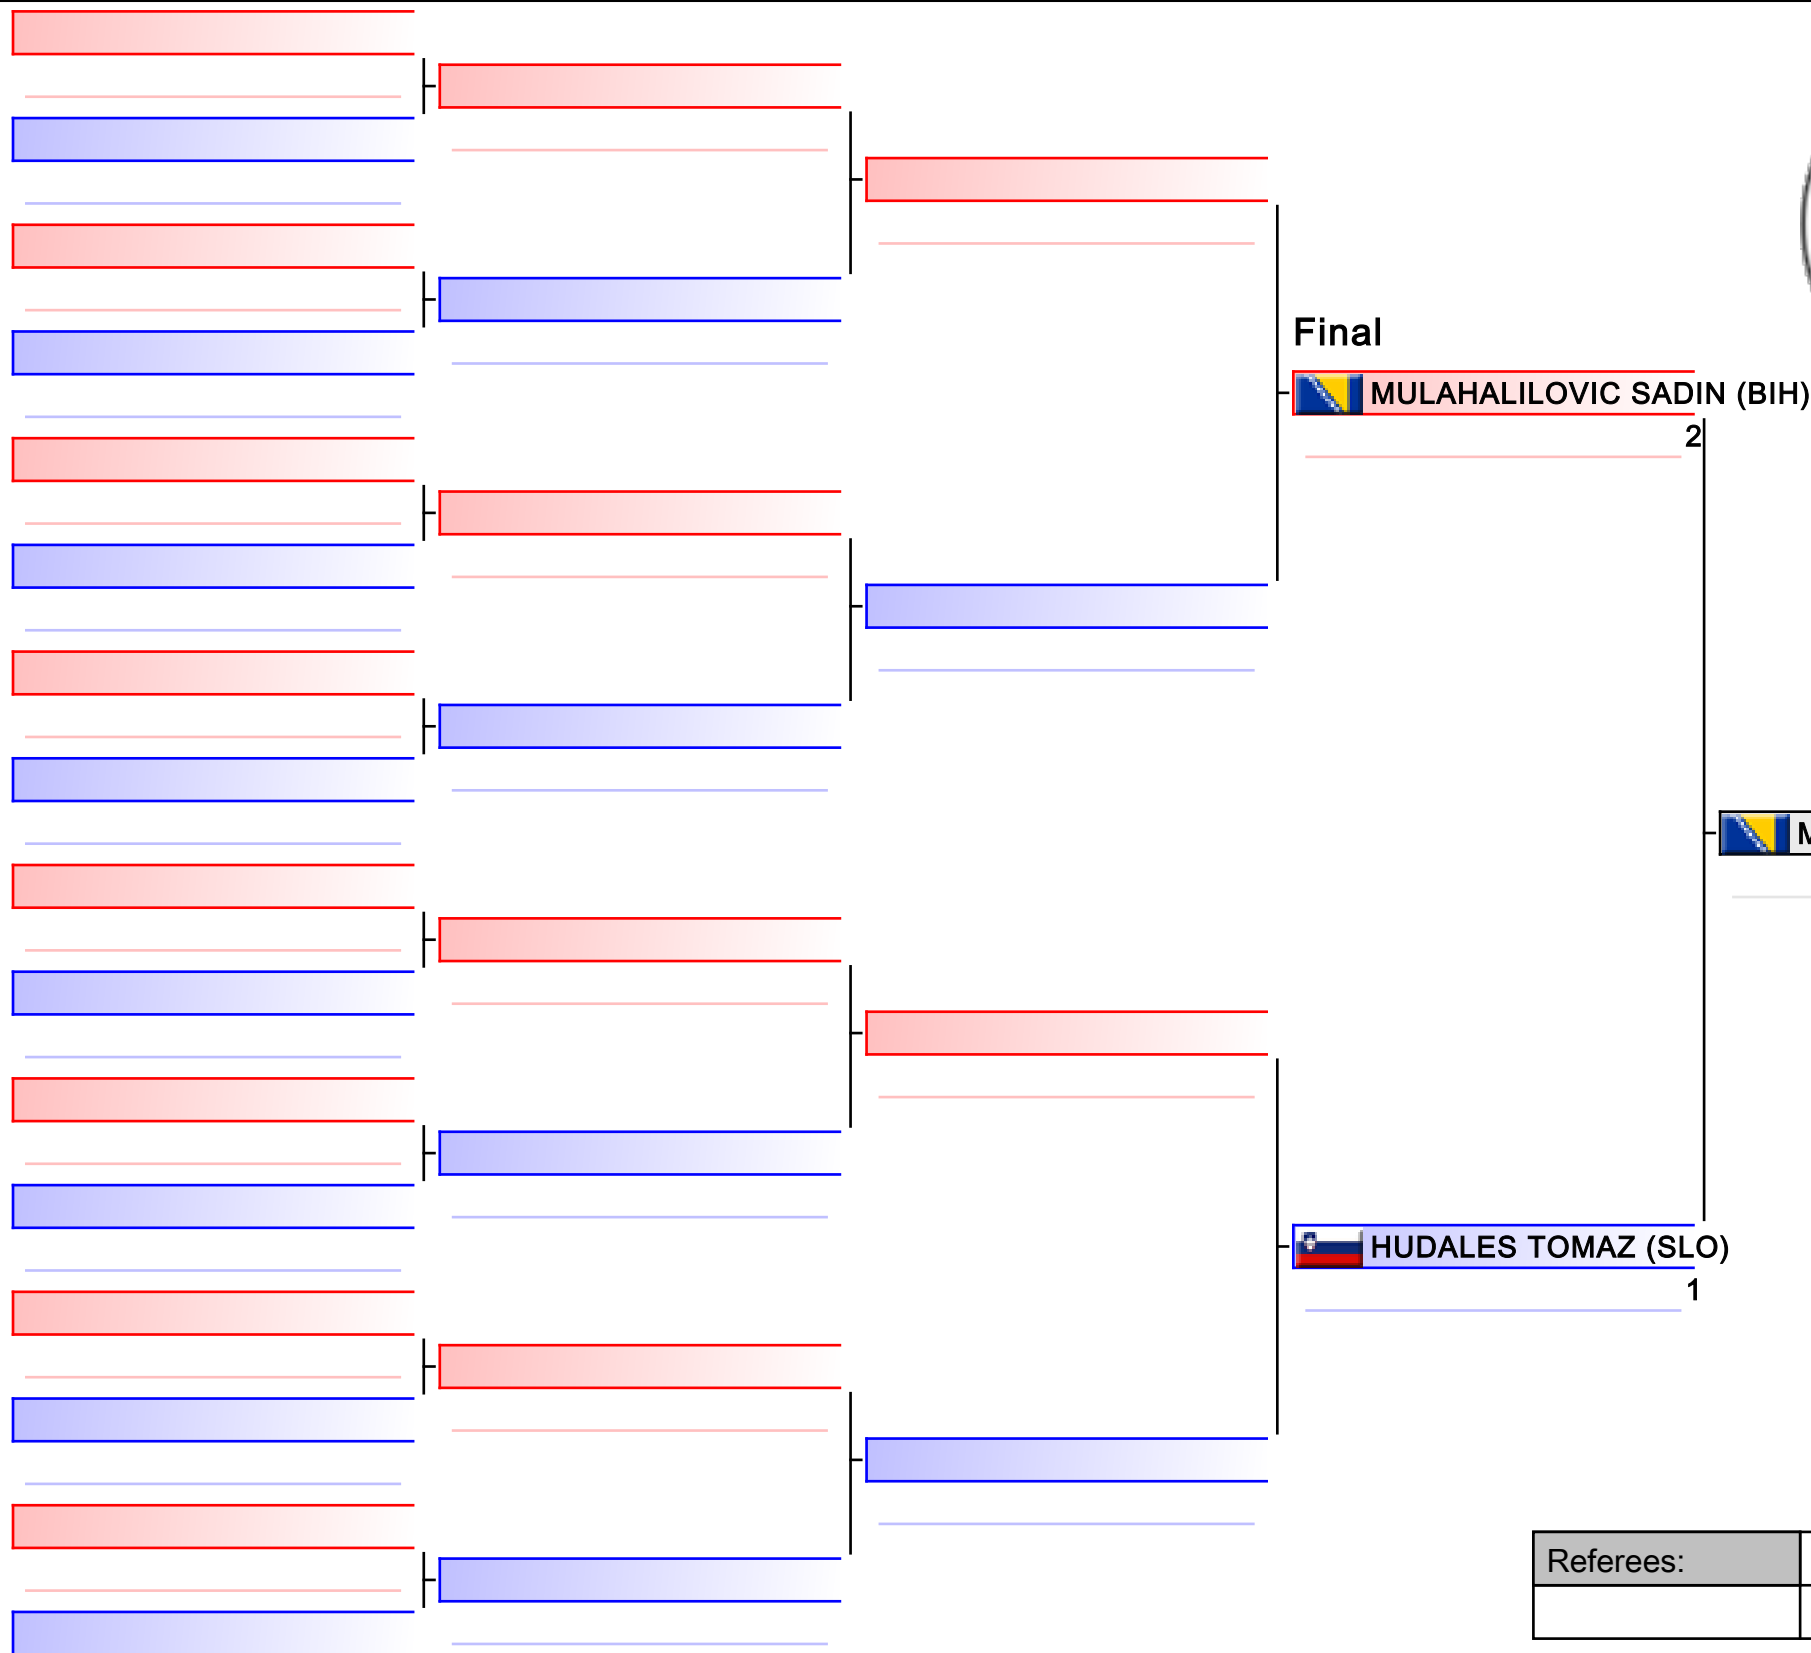 Final
MULAHALILOVIC SADIN (BIH)
2
HUDALES TOMAZ (SLO)
1
Referees: